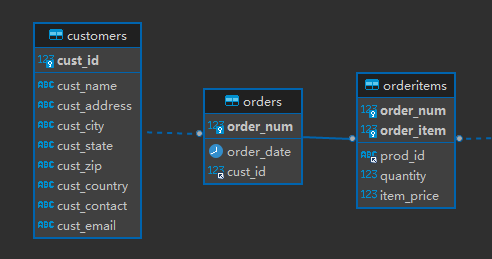 customers
123 cust_id
ABC cust_name
ABC cust_address
ABC cust_city
ABC cust_state
ABC cust_zip
ABC cust_country
ABC cust_contact
ABC cust_email
orders
123 order_num
order_date
123 cust_id
orderitems
123 order_num
123 order_item
ABC prod_id
123 quantity
123 item_price